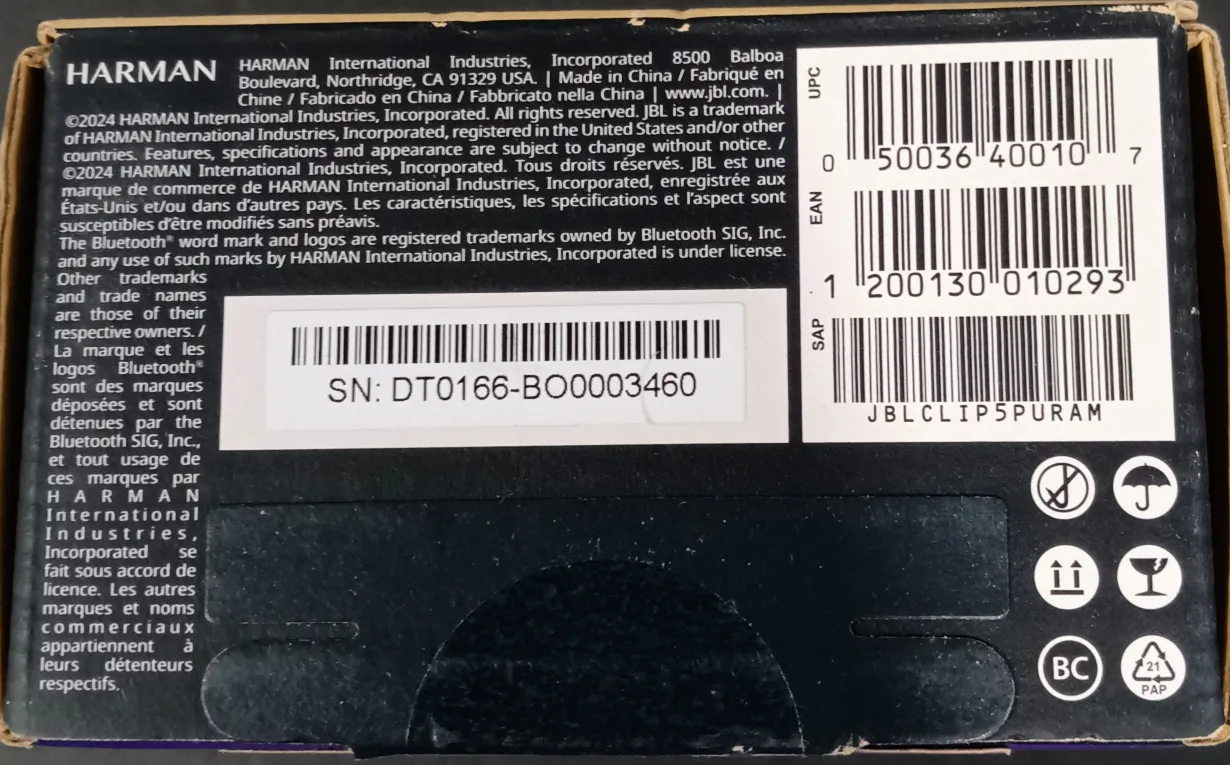 HARMAN
HARMAN International Industries, Incorporated 8500 Balboa
Boulevard, Northridge, CA 91329 USA. | Made in China / Fabriqué en
Chine / Fabricado en China / Fabbricato nella China | www.jbl.com. |
©2024 HARMAN International Industries, Incorporated. All rights reserved. JBL is a trademark
of HARMAN International Industries, Incorporated, registered in the United States and/or other
countries. Features, specifications and appearance are subject to change without notice. /
©2024 HARMAN International Industries, Incorporated. Tous droits réservés. JBL est une
marque de commerce de HARMAN International Industries, Incorporated, enregistrée aux
États-Unis et/ou dans d'autres pays. Les caractéristiques, les spécifications et l'aspect sont
susceptibles d'être modifiés sans préavis.
The Bluetooth® word mark and logos are registered trademarks owned by Bluetooth SIG, Inc.
and any use of such marks by HARMAN International Industries, Incorporated is under license.
Other trademarks
and trade names
are those of their
respective owners. /
La marque et les
logos Bluetooth®
sont des marques
déposées et sont
détenues par the
Bluetooth SIG, Inc.,
et tout usage de
ces marques par
HARMAN
International
Industries,
Incorporated se
fait sous accord de
licence. Les autres
marques et noms
commerciaux
appartiennent à
leurs détenteurs
respectifs.
SN: DT0166-BO0003460
UPC
0 50036 40010 7
EAN
1 200130 010293
SAP
JBLCLIP5PURAM
BC
21
PAP